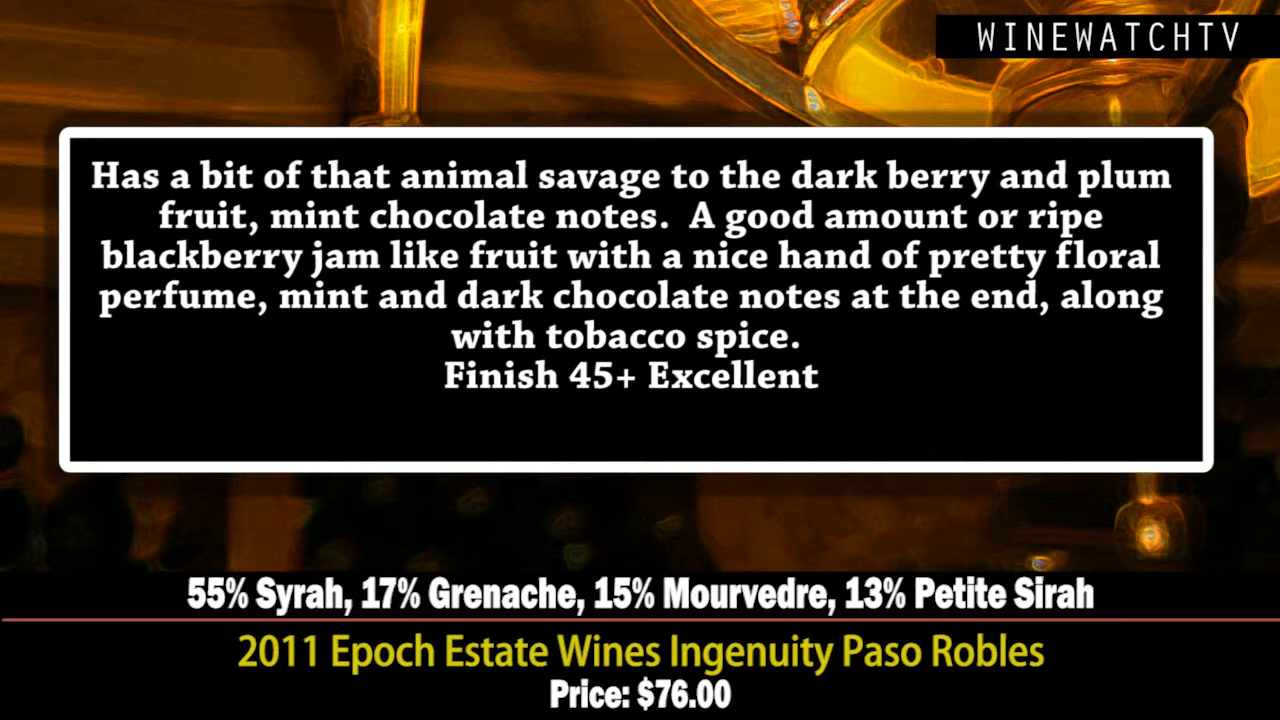 WINEWATCHTV
Has a bit of that animal savage to the dark berry and plum
fruit, mint chocolate notes.  A good amount or ripe
blackberry jam like fruit with a nice hand of pretty floral
perfume, mint and dark chocolate notes at the end, along
with tobacco spice.
Finish 45+ Excellent
55% Syrah, 17% Grenache, 15% Mourvedre, 13% Petite Sirah
2011 Epoch Estate Wines Ingenuity Paso Robles
Price: $76.00